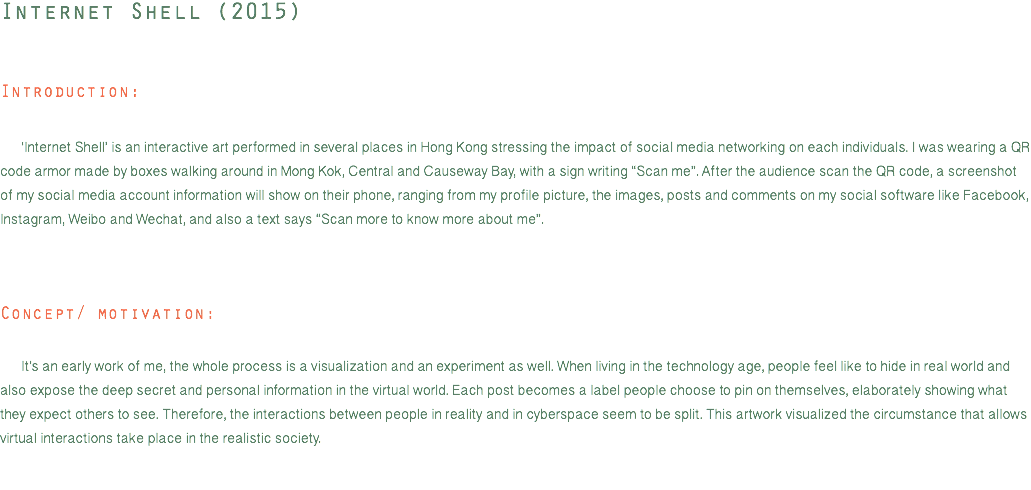 Internet Shell (2015)
Introduction:
'Internet Shell' is an interactive art performed in several places in Hong Kong stressing the impact of social media networking on each individuals. I was wearing a QR
code armor made by boxes walking around in Mong Kok, Central and Causeway Bay, with a sign writing "Scan me". After the audience scan the QR code, a screenshot
of my social media account information will show on their phone, ranging from my profile picture, the images, posts and comments on my social software like Facebook,
Instagram, Weibo and Wechat, and also a text says "Scan more to know more about me".
Concept/ motivation:
It's an early work of me, the whole process is a visualization and an experiment as well. When living in the technology age, people feel like to hide in real world and
also expose the deep secret and personal information in the virtual world. Each post becomes a label people choose to pin on themselves, elaborately showing what
they expect others to see. Therefore, the interactions between people in reality and in cyberspace seem to be split. This artwork visualized the circumstance that allows
virtual interactions take place in the realistic society.